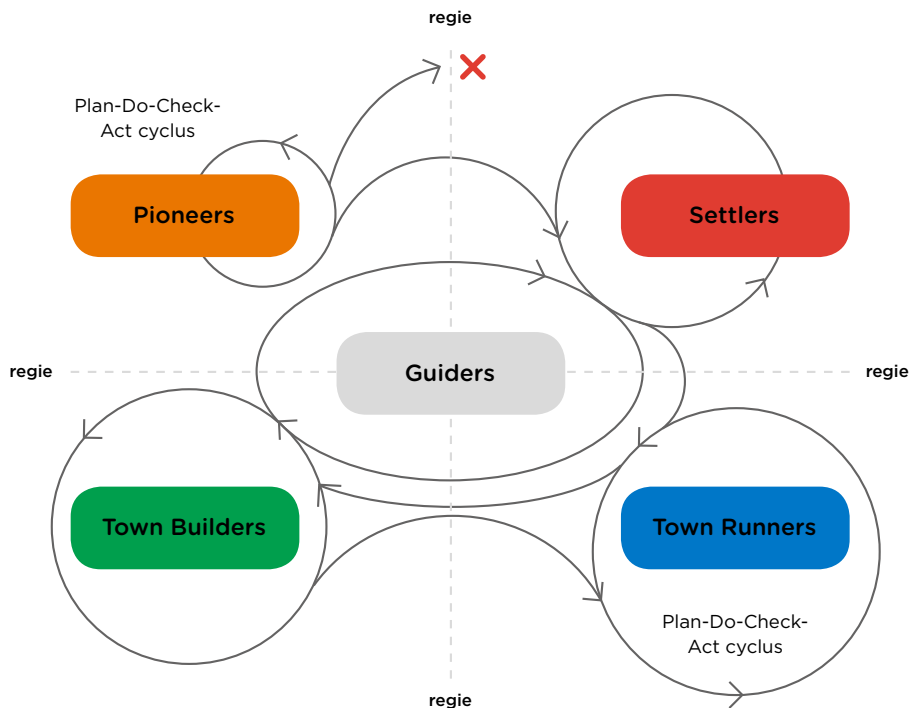 regie
Plan-Do-Check-
Act cyclus
Pioneers
Settlers
Guiders
regie
regie
Town Builders
Town Runners
Plan-Do-Check-
Act cyclus
regie